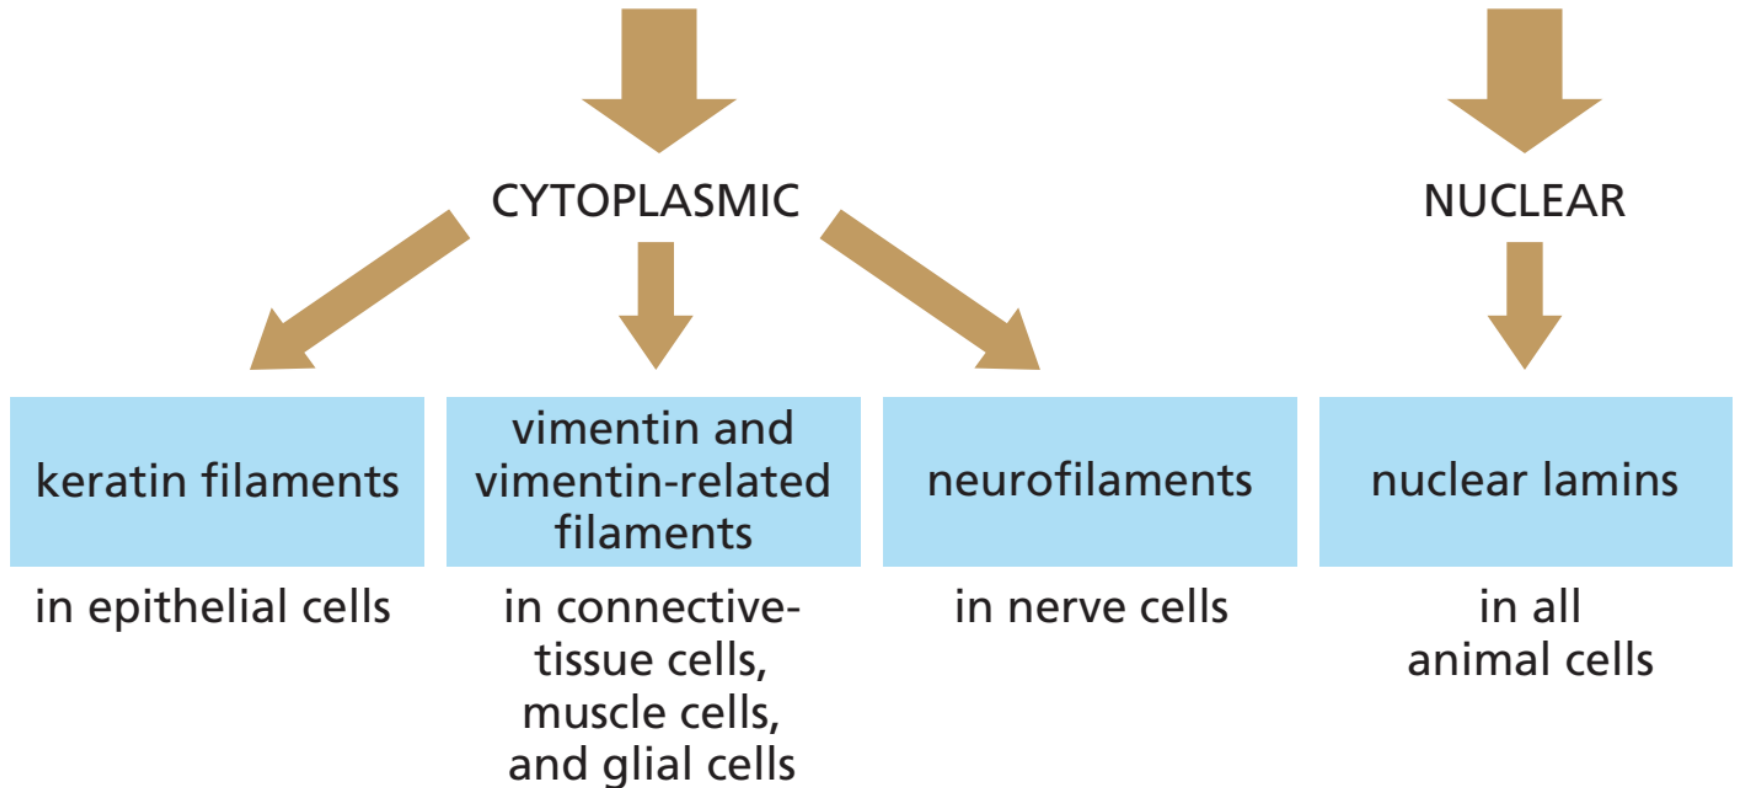 CYTOPLASMIC
NUCLEAR
keratin filaments
vimentin and
vimentin-related
filaments
neurofilaments
nuclear lamins
in epithelial cells
in connective-
tissue cells,
muscle cells,
and glial cells
in nerve cells
in all
animal cells